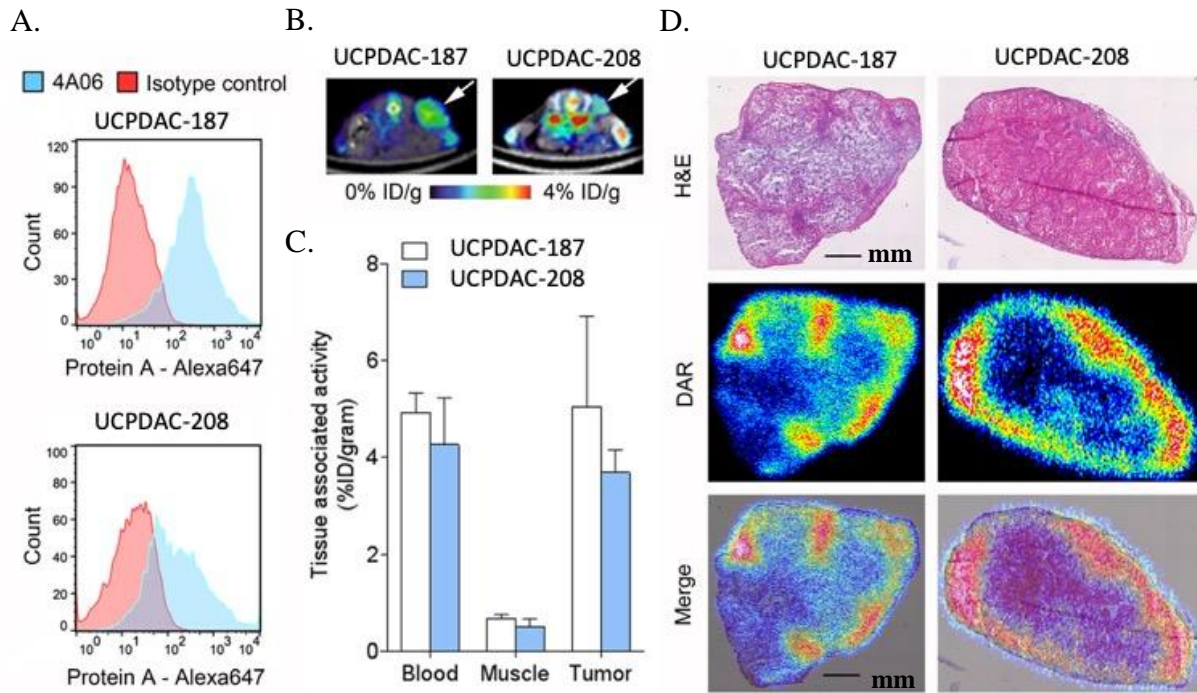 A.
4A06 Isotype control
UCPDAC-187
120
90
60
30
0
Count
10^0 10^1 10^2 10^3 10^4
Protein A - Alexa647
UCPDAC-208
100
80
60
40
20
0
Count
10^0 10^1 10^2 10^3 10^4
Protein A - Alexa647
B.
UCPDAC-187 UCPDAC-208
0% ID/g 4% ID/g
C.
UCPDAC-187
UCPDAC-208
8
6
4
2
0
Tissue associated activity
(%ID/gram)
Blood Muscle Tumor
D.
UCPDAC-187 UCPDAC-208
H&E
mm
DAR
Merge
mm